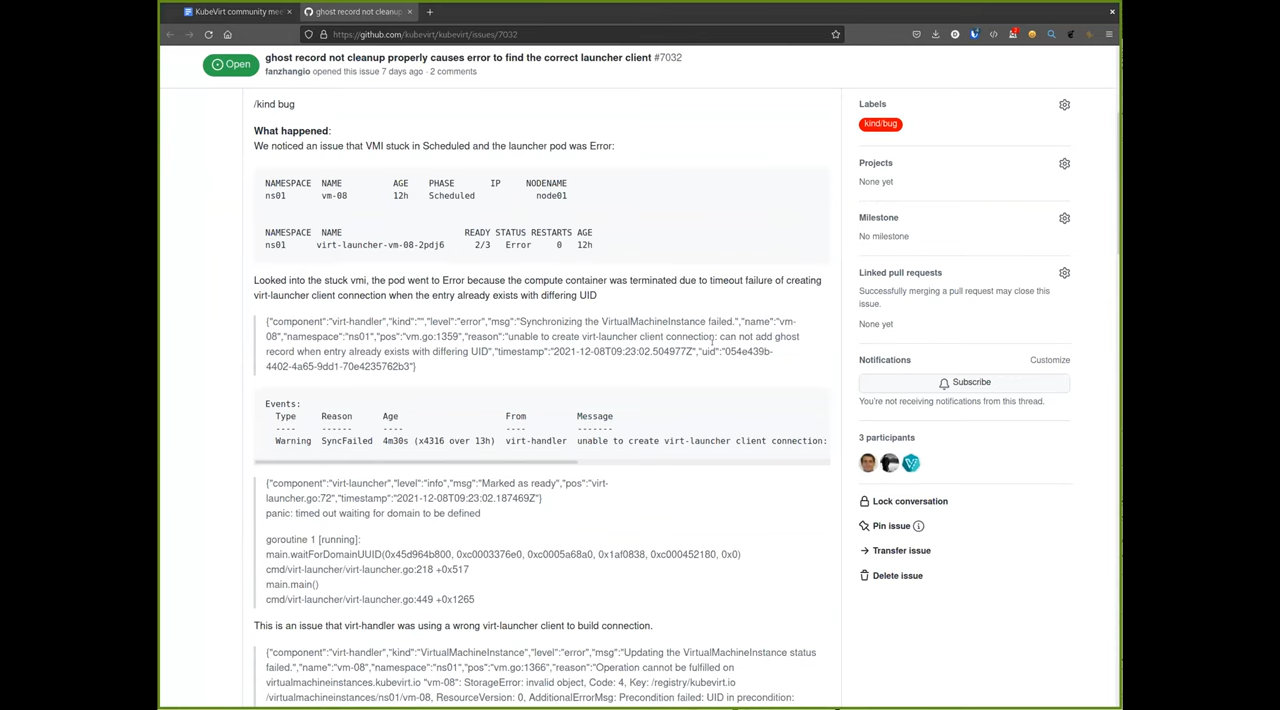 KubeVirt community mee
ghost record not cleanup
https://github.com/kubevirt/kubevirt/issues/7032
Open
ghost record not cleanup properly causes error to find the correct launcher client #7032
fanzhangio opened this issue 7 days ago · 2 comments
/kind bug
What happened:
We noticed an issue that VMI stuck in Scheduled and the launcher pod was Error:
NAMESPACE NAME AGE PHASE IP NODENAME
ns01 vm-08 12h Scheduled node01
NAMESPACE NAME READY STATUS RESTARTS AGE
ns01 virt-launcher-vm-08-2pdj6 2/3 Error 0 12h
Looked into the stuck vmi, the pod went to Error because the compute container was terminated due to timeout failure of creating
virt-launcher client connection when the entry already exists with differing UID
{"component":"virt-handler","kind":"","level":"error","msg":"Synchronizing the VirtualMachineInstance failed.","name":"vm-
08","namespace":"ns01","pos":"vm.go:1359","reason":"unable to create virt-launcher client connection: can not add ghost
record when entry already exists with differing UID","timestamp":"2021-12-08T09:23:02.504977Z","uid":"054e439b-
4402-4a65-9dd1-70e4235762b3"}
Events:
Type Reason Age From Message
---- ------ ---- ---- -------
Warning SyncFailed 4m30s (x4316 over 13h) virt-handler unable to create virt-launcher client connection:
{"component":"virt-launcher","level":"info","msg":"Marked as ready","pos":"virt-
launcher.go:72","timestamp":"2021-12-08T09:23:02.187469Z"}
panic: timed out waiting for domain to be defined
goroutine 1 [running]:
main.waitForDomainUUID(0x45d964b800, 0xc0003376e0, 0xc0005a68a0, 0x1af0838, 0xc000452180, 0x0)
cmd/virt-launcher/virt-launcher.go:218 +0x517
main.main()
cmd/virt-launcher/virt-launcher.go:449 +0x1265
This is an issue that virt-handler was using a wrong virt-launcher client to build connection.
{"component":"virt-handler","kind":"VirtualMachineInstance","level":"error","msg":"Updating the VirtualMachineInstance status
failed.","name":"vm-08","namespace":"ns01","pos":"vm.go:1366","reason":"Operation cannot be fulfilled on
virtualmachineinstances.kubevirt.io \"vm-08\": StorageError: invalid object, Code: 4, Key: /registry/kubevirt.io
/virtualmachineinstances/ns01/vm-08, ResourceVersion: 0, AdditionalErrorMsg: Precondition failed: UID in precondition:
Labels
kind/bug
Projects
None yet
Milestone
No milestone
Linked pull requests
Successfully merging a pull request may close this
issue.
None yet
Notifications Customize
Subscribe
You're not receiving notifications from this thread.
3 participants
Lock conversation
Pin issue
Transfer issue
Delete issue